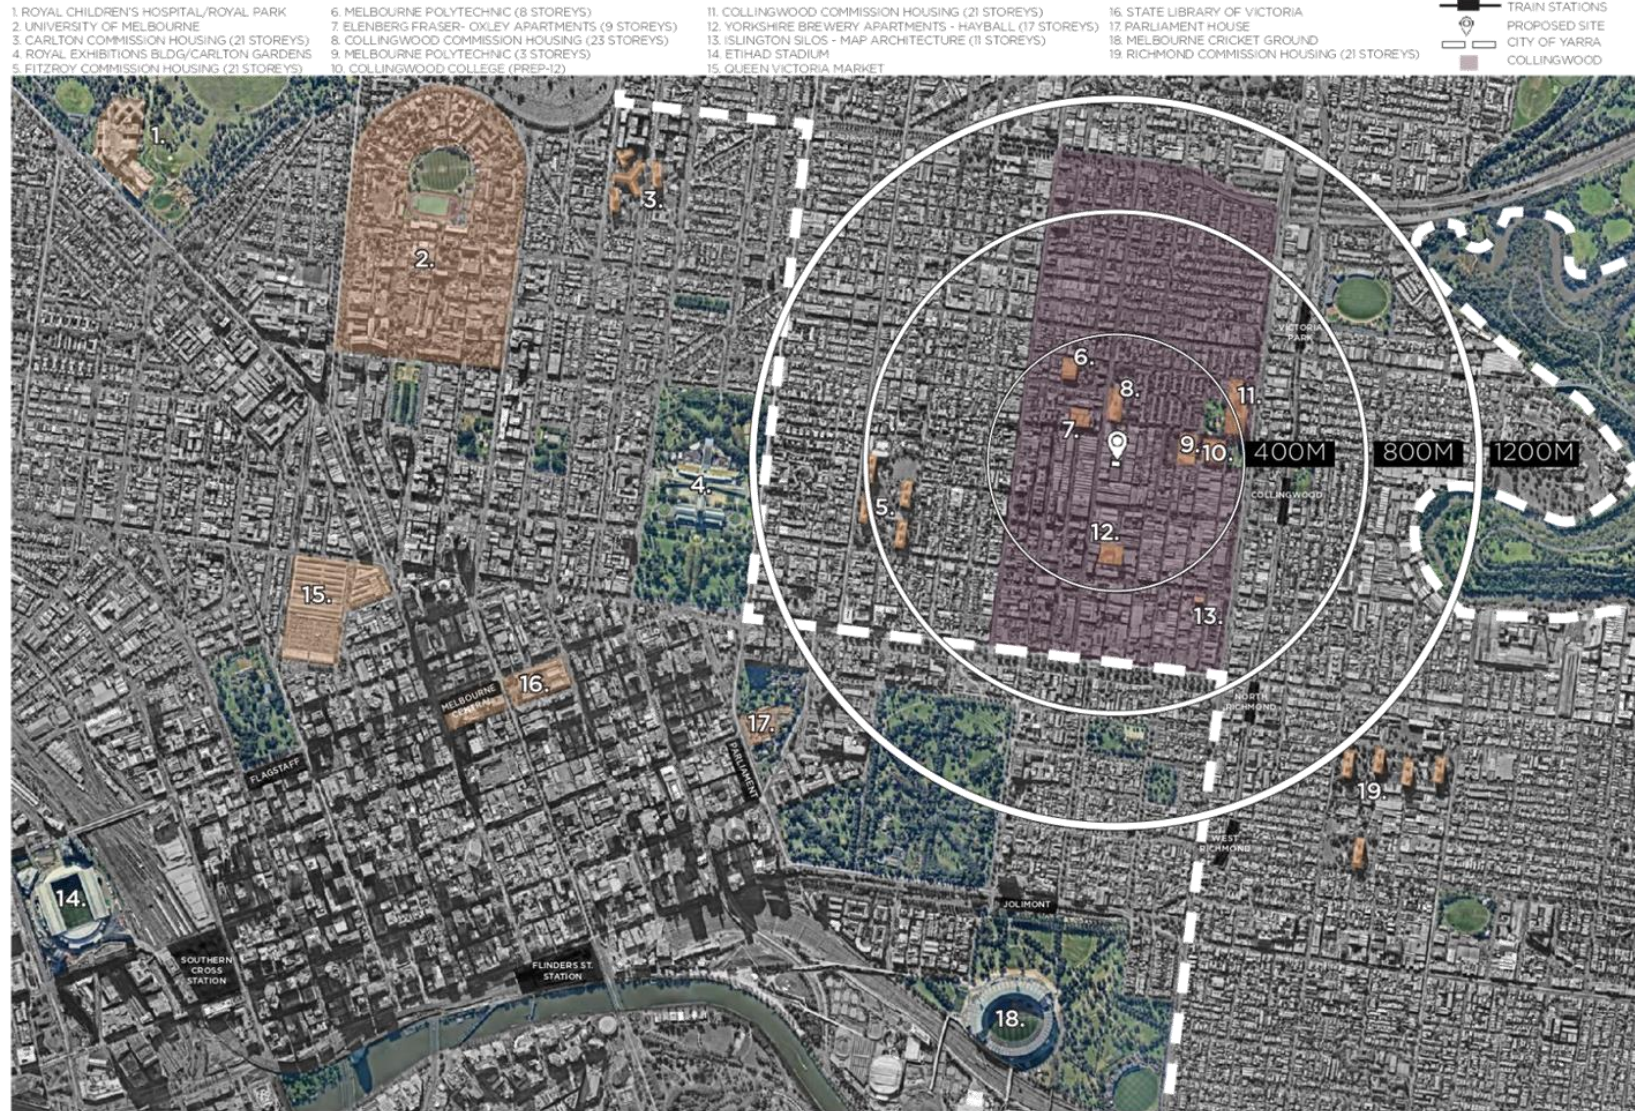 1. ROYAL CHILDREN'S HOSPITAL/ROYAL PARK
2. UNIVERSITY OF MELBOURNE
3. CARLTON COMMISSION HOUSING (21 STOREYS)
4. ROYAL EXHIBITIONS BLDG/CARLTON GARDENS
5. FITZROY COMMISSION HOUSING (21 STOREYS)
6. MELBOURNE POLYTECHNIC (8 STOREYS)
7. ELENBERG FRASER- OXLEY APARTMENTS (9 STOREYS)
8. COLLINGWOOD COMMISSION HOUSING (23 STOREYS)
9. MELBOURNE POLYTECHNIC (3 STOREYS)
10. COLLINGWOOD COLLEGE (PREP-12)
11. COLLINGWOOD COMMISSION HOUSING (21 STOREYS)
12. YORKSHIRE BREWERY APARTMENTS - HAYBALL (17 STOREYS)
13. ISLINGTON SILOS - MAP ARCHITECTURE (11 STOREYS)
14. ETIHAD STADIUM
15. QUEEN VICTORIA MARKET
16. STATE LIBRARY OF VICTORIA
17. PARLIAMENT HOUSE
18. MELBOURNE CRICKET GROUND
19. RICHMOND COMMISSION HOUSING (21 STOREYS)
TRAIN STATIONS
PROPOSED SITE
CITY OF YARRA
COLLINGWOOD
1.
2.
3.
VICTORIA
PARK
6.
8.
11.
7.
9.
10.
400M
800M
1200M
4.
5.
COLLINGWOOD
12.
15.
13.
16.
MELBOURNE
CENTRAL
17.
NORTH
RICHMOND
FLAGSTAFF
PARLIAMENT
19.
WEST
RICHMOND
14.
JOLIMONT
SOUTHERN
CROSS
STATION
FLINDERS ST.
STATION
18.